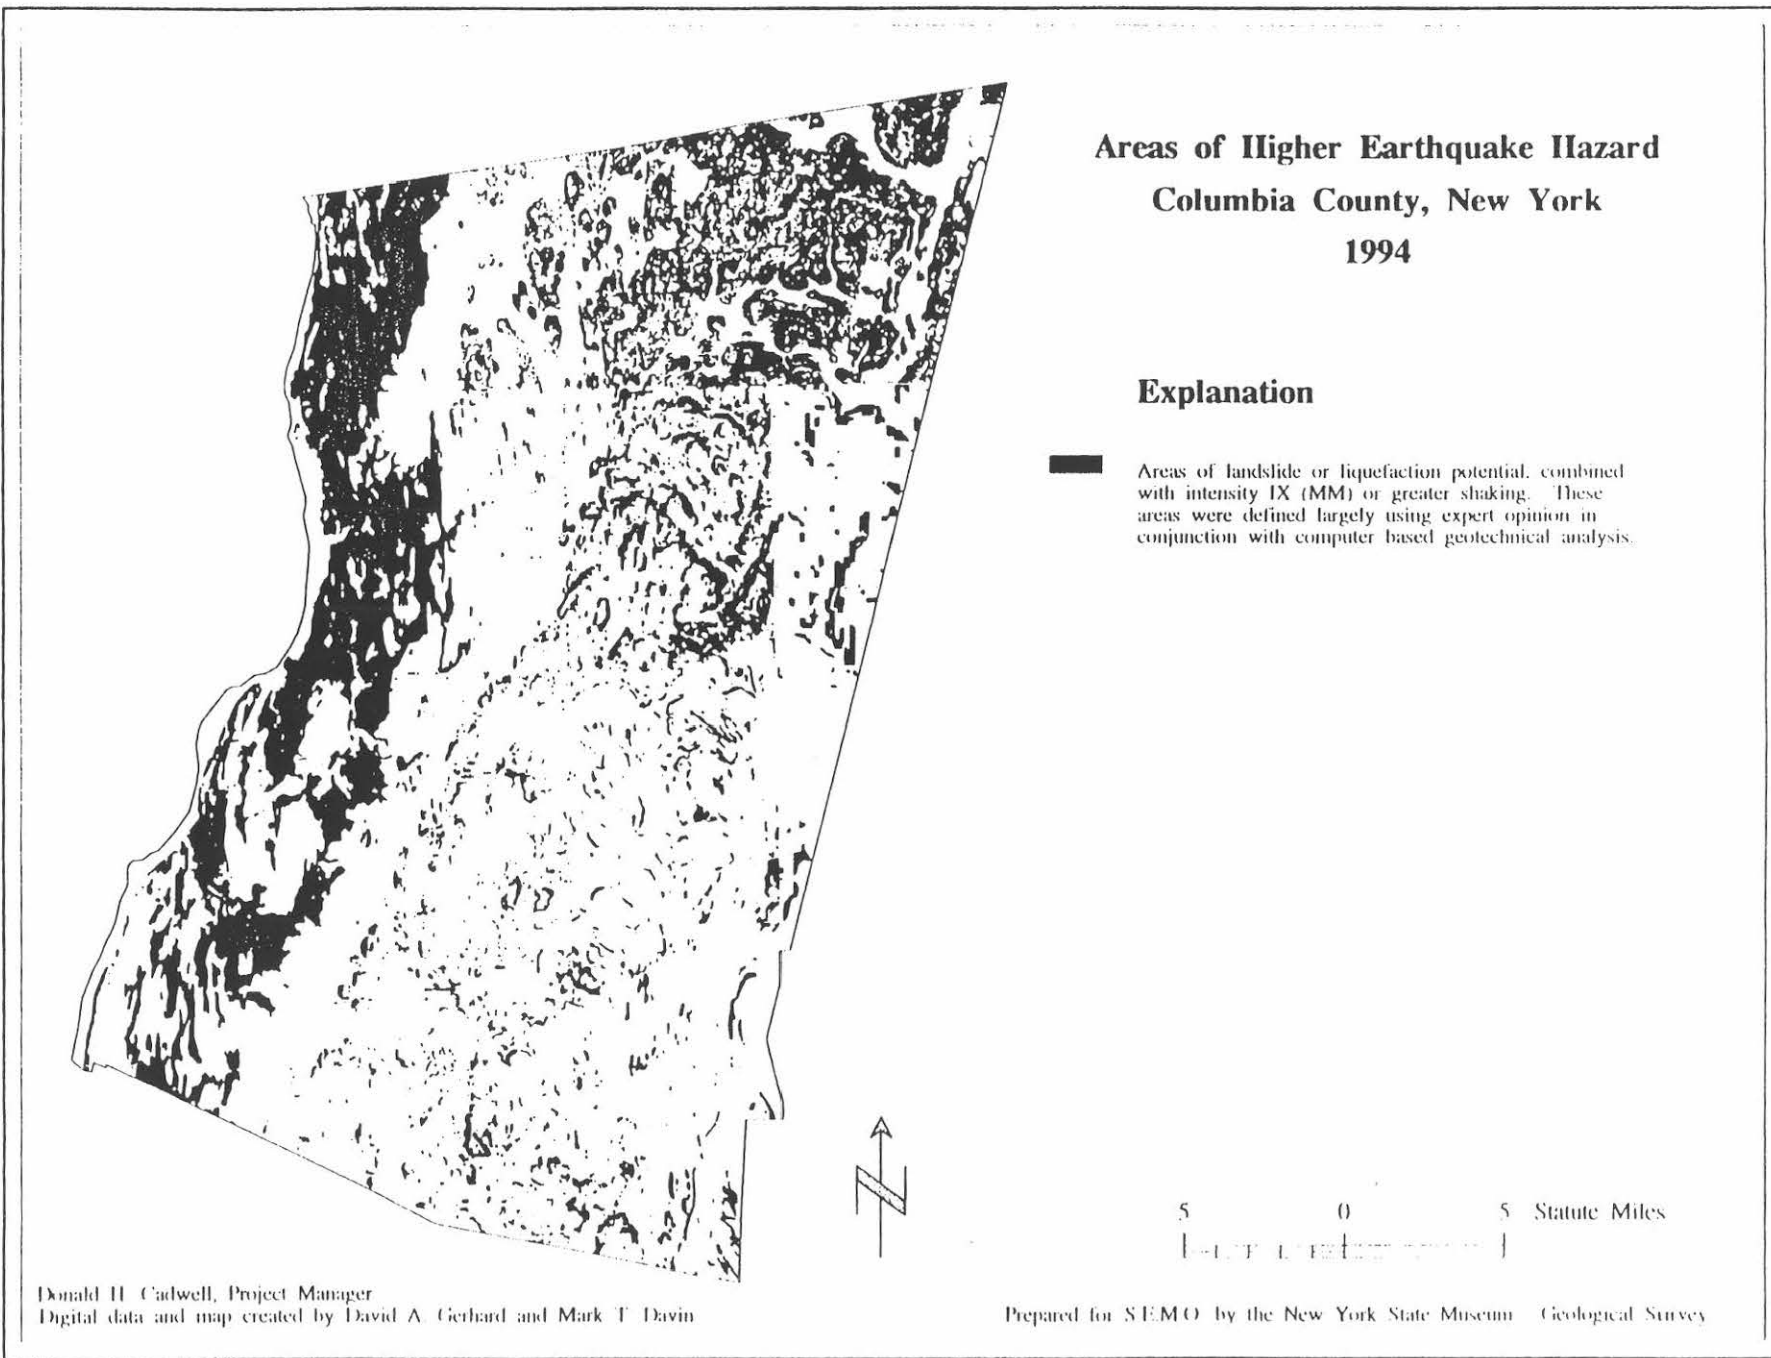 Areas of Higher Earthquake Hazard
Columbia County, New York
1994
Explanation
Areas of landslide or liquefaction potential, combined
with intensity IX (MM) or greater shaking. These
areas were defined largely using expert opinion in
conjunction with computer based geotechnical analysis.
N
5 0 5 Statute Miles
Donald H Cadwell, Project Manager
Digital data and map created by David A. Gerhard and Mark T Davin
Prepared for S.E.M.O by the New York State Museum Geological Survey